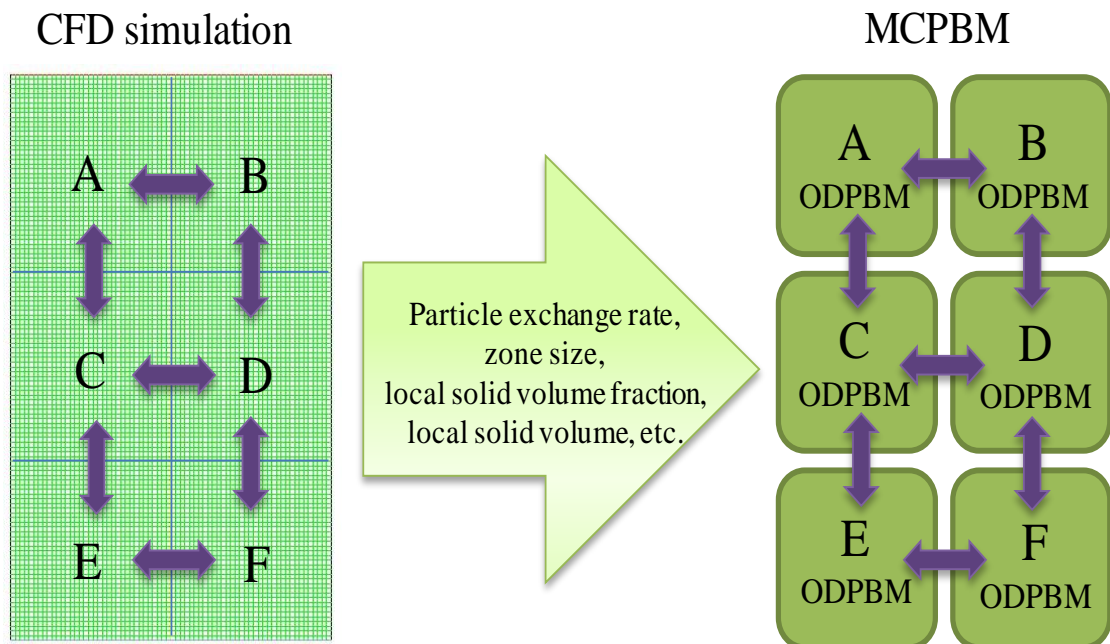 CFD simulation
MCPBM
A
B
C
D
E
F
Particle exchange rate,
zone size,
local solid volume fraction,
local solid volume, etc.
A
ODPBM
B
ODPBM
C
ODPBM
D
ODPBM
E
ODPBM
F
ODPBM